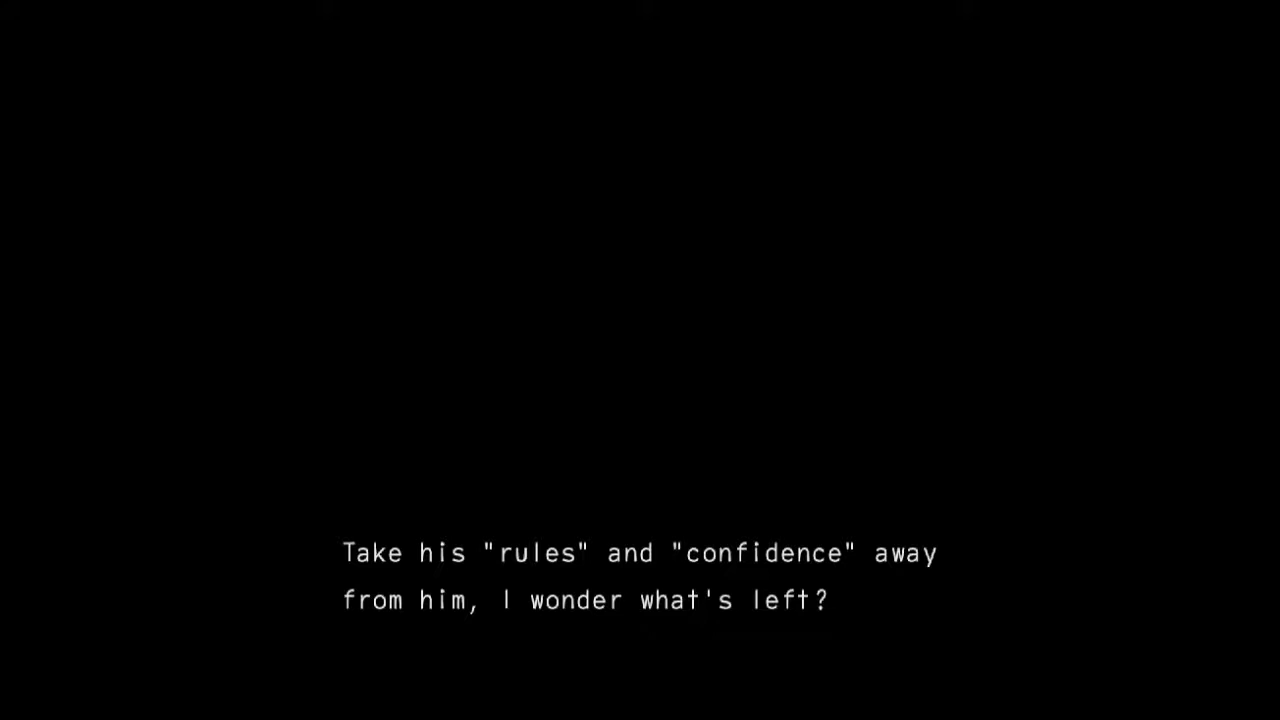 Take his "rules" and "confidence" away
from him, I wonder what's left?